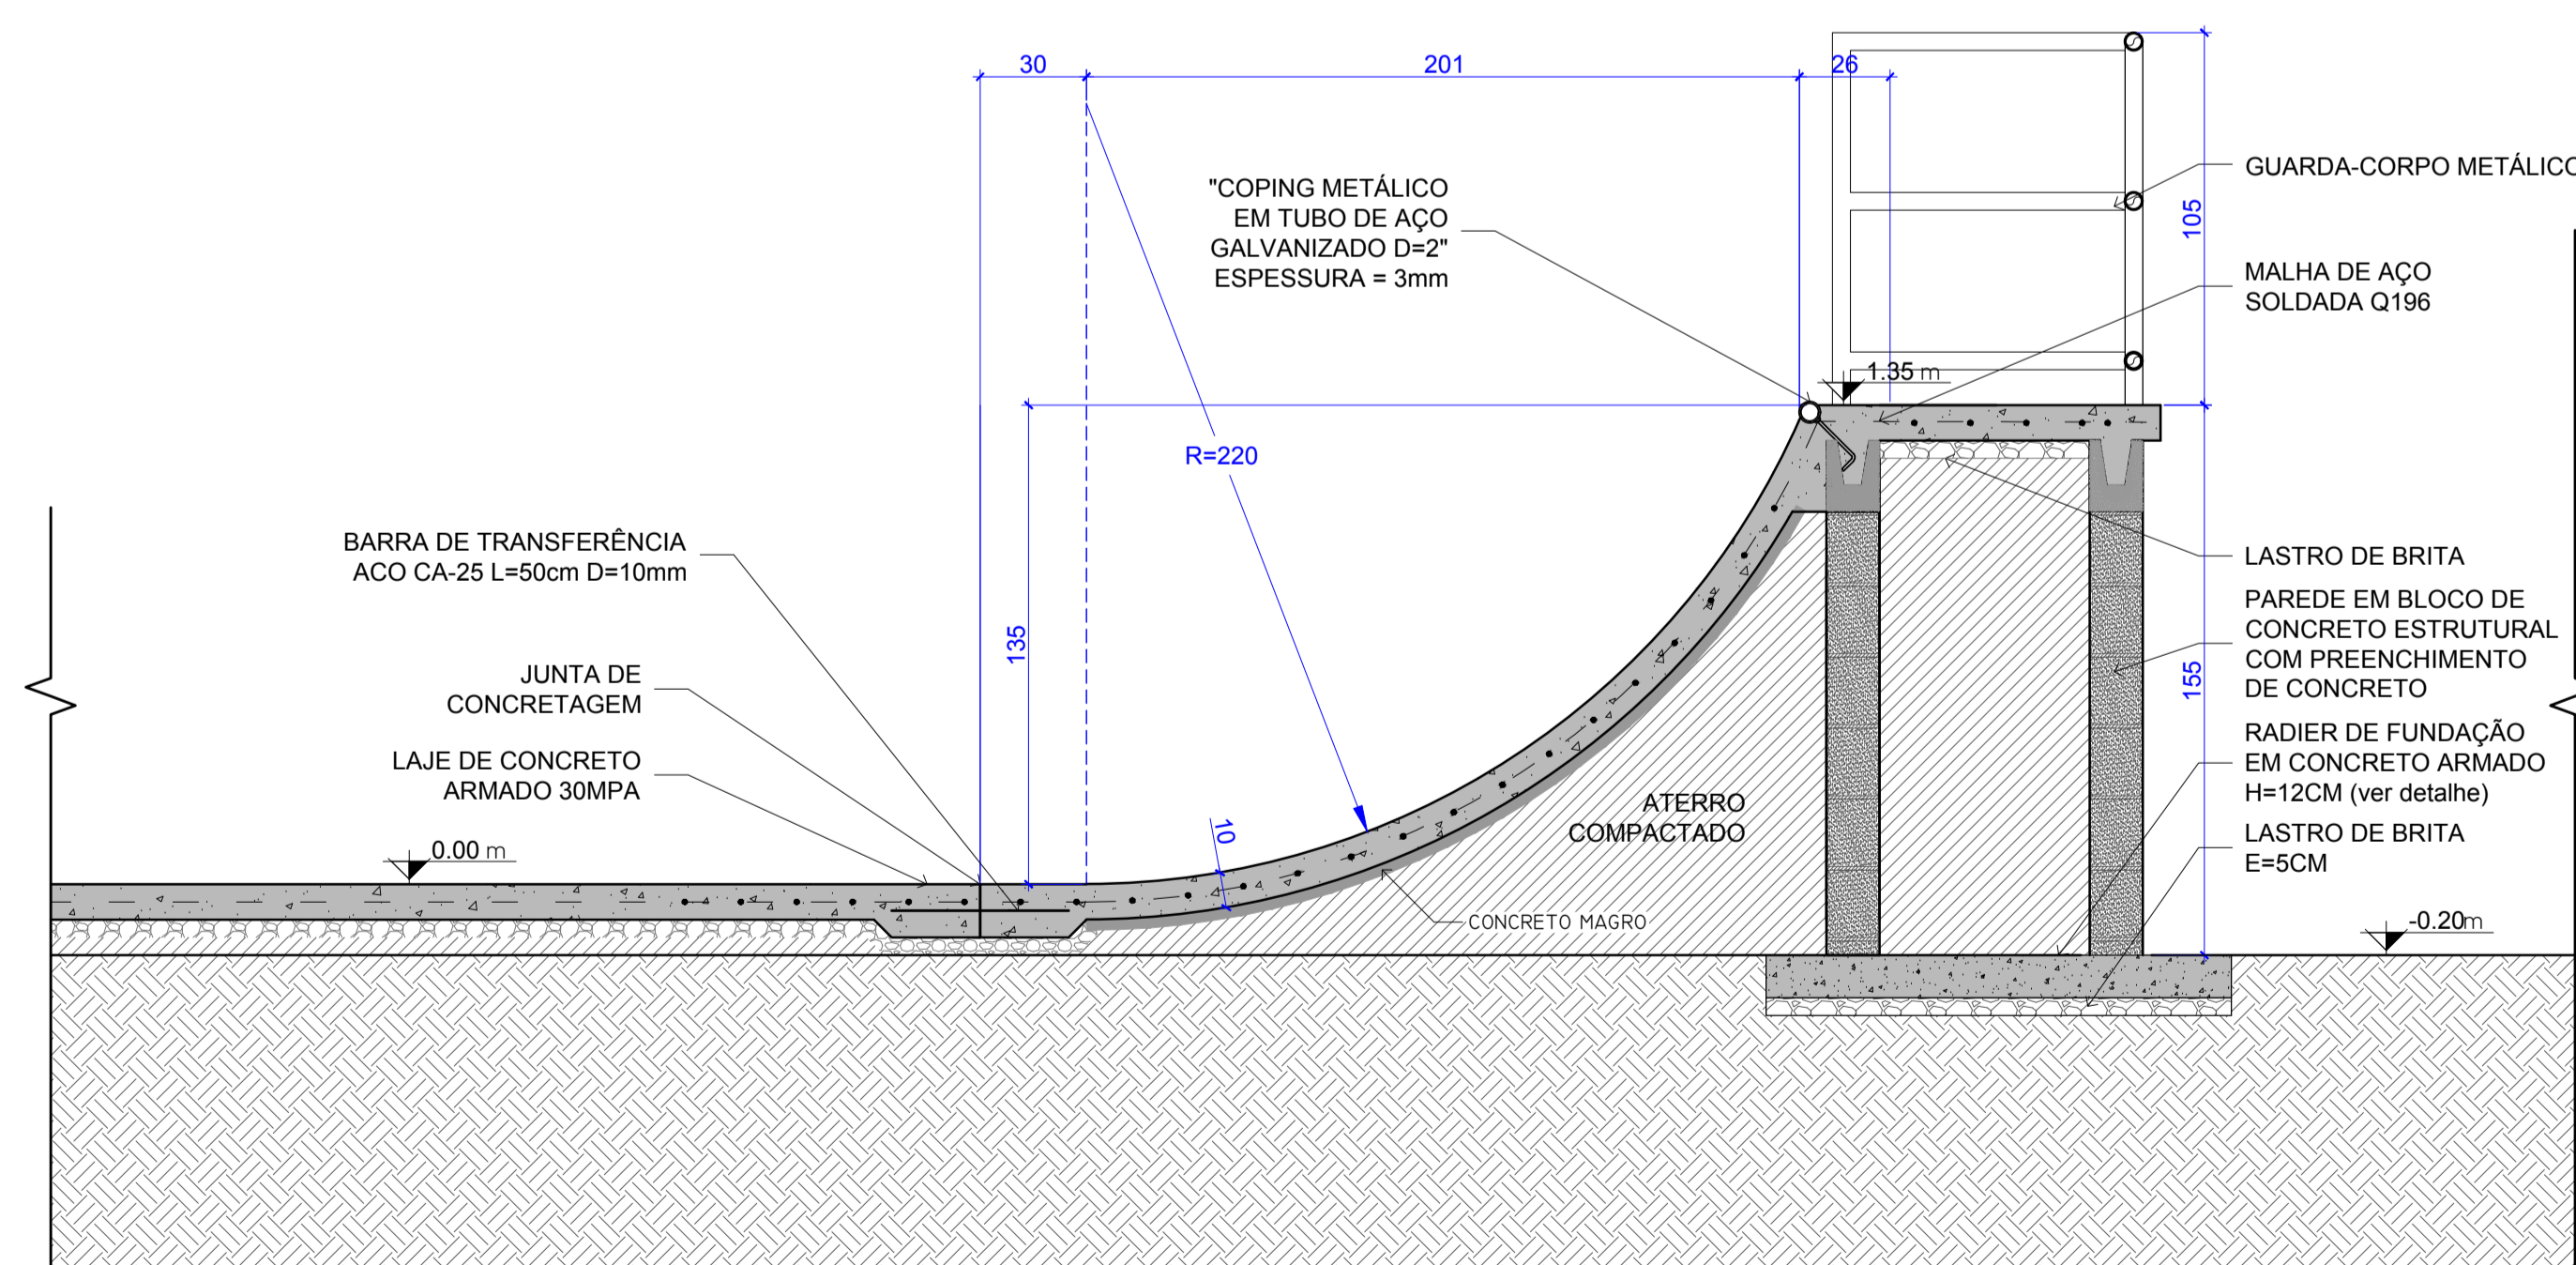 30
201
26
"COPING METÁLICO
EM TUBO DE AÇO
GALVANIZADO D=2"
ESPESSURA = 3mm
GUARDA-CORPO METÁLICO
105
MALHA DE AÇO
SOLDADA Q196
1.35 m
R=220
BARRA DE TRANSFERÊNCIA
ACO CA-25 L=50cm D=10mm
135
JUNTA DE
CONCRETAGEM
LAJE DE CONCRETO
ARMADO 30MPA
0.00 m
10
ATERRO
COMPACTADO
CONCRETO MAGRO
LASTRO DE BRITA
PAREDE EM BLOCO DE
CONCRETO ESTRUTURAL
COM PREENCHIMENTO
DE CONCRETO
155
RADIER DE FUNDAÇÃO
EM CONCRETO ARMADO
H=12CM (ver detalhe)
LASTRO DE BRITA
E=5CM
-0.20m